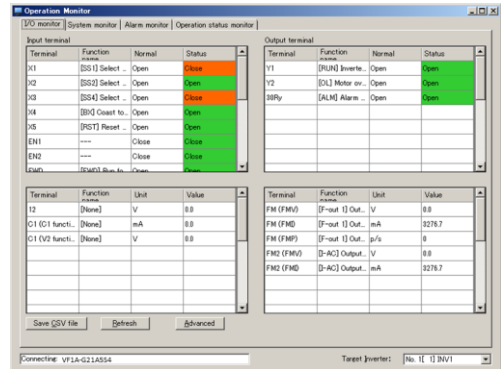 Operation Monitor
I/O monitor System monitor Alarm monitor Operation status monitor
Input terminal
Terminal Function name Normal Status
X1 [SS1] Select .. Open Close
X2 [SS2] Select .. Open Open
X3 [SS4] Select .. Open Close
X4 [BX] Coast to.. Open Open
X5 [RST] Reset .. Open Open
EN1 --- Close Close
EN2 --- Close Close
FWD [FWD] Run fo Open Open
Output terminal
Terminal Function name Normal Status
Y1 [RUN] Inverte.. Open Open
Y2 [OL] Motor ov.. Open Open
30Ry [ALM] Alarm .. Open Open
Terminal Function name Unit Value
12 [None] V 0.0
C1 (C1 functi.. [None] mA 0.0
C1 (V2 functi.. [None] V 0.0
Terminal Function name Unit Value
FM (FMV) [F-out 1] Out.. V 0.0
FM (FMI) [F-out 1] Out.. mA 3276.7
FM (FMP) [F-out 1] Out.. p/s 0
FM2 (FMV) [I-AC] Output.. V 0.0
FM2 (FMI) [I-AC] Output.. mA 3276.7
Save CSV file Refresh Advanced
Connecting: VF1A-G21A5S4
Target Inverter: No. 1[ 1] INV1